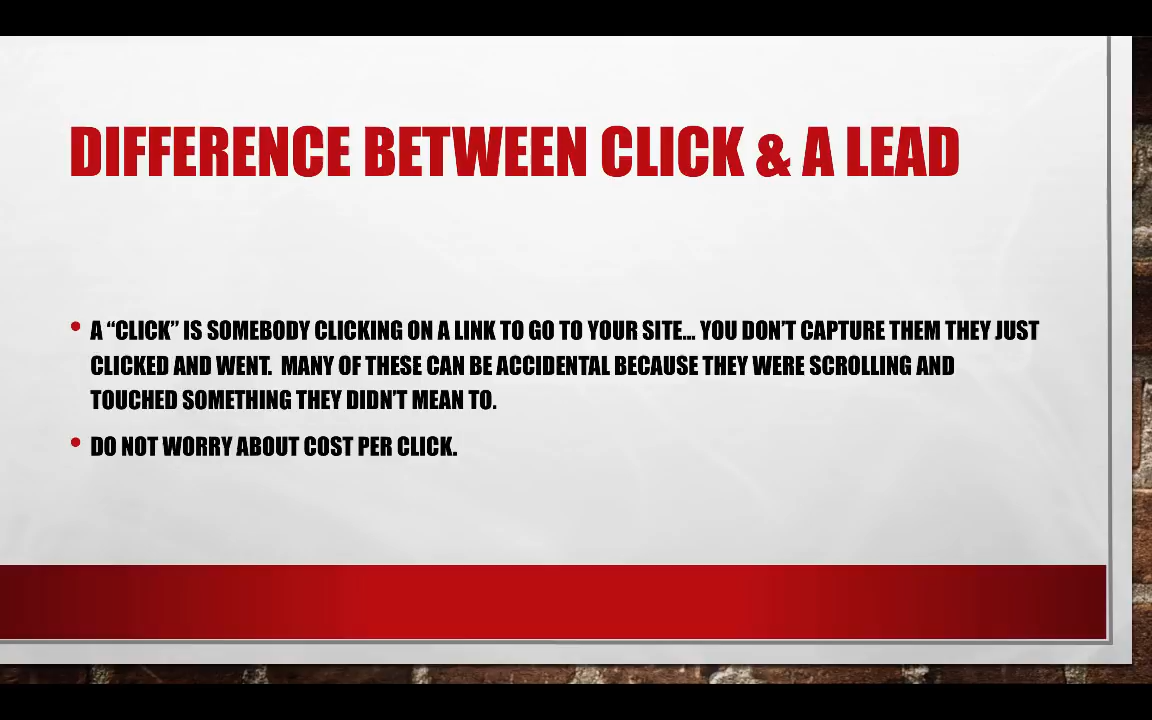 DIFFERENCE BETWEEN CLICK & A LEAD
• A “CLICK” IS SOMEBODY CLICKING ON A LINK TO GO TO YOUR SITE... YOU DON’T CAPTURE THEM THEY JUST
CLICKED AND WENT.  MANY OF THESE CAN BE ACCIDENTAL BECAUSE THEY WERE SCROLLING AND
TOUCHED SOMETHING THEY DIDN’T MEAN TO.
• DO NOT WORRY ABOUT COST PER CLICK.